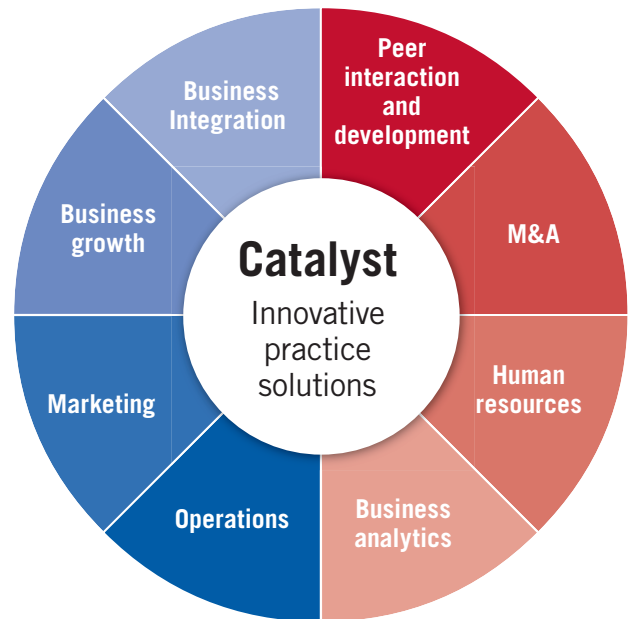 Peer
interaction
and
development
M&A
Human
resources
Business
analytics
Operations
Marketing
Business
growth
Business
Integration
Catalyst
Innovative
practice
solutions